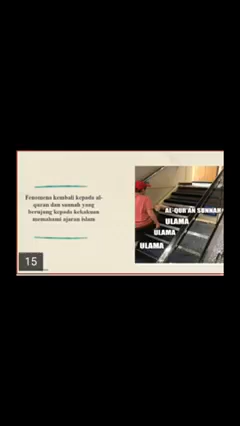 Fenomena kembali kepada al-
quran dan sunnah yang
berujung kepada kekakuan
memahami ajaran islam
AL-QUR'AN SUNNAH
ULAMA
ULAMA
ULAMA
15